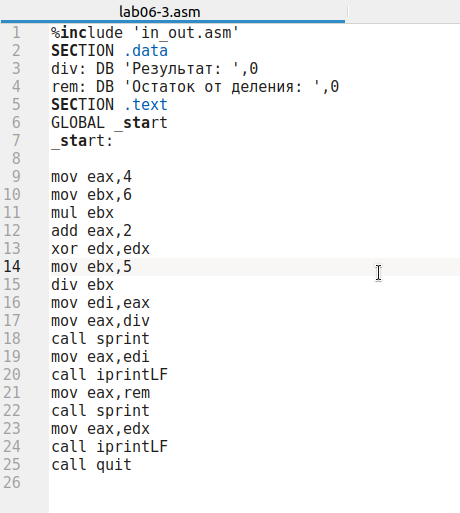 lab06-3.asm
1 %include 'in_out.asm'
2 SECTION .data
3 div: DB 'Результат: ',0
4 rem: DB 'Остаток от деления: ',0
5 SECTION .text
6 GLOBAL _start
7 _start:
8
9 mov eax,4
10 mov ebx,6
11 mul ebx
12 add eax,2
13 xor edx,edx
14 mov ebx,5
15 div ebx
16 mov edi,eax
17 mov eax,div
18 call sprint
19 mov eax,edi
20 call iprintLF
21 mov eax,rem
22 call sprint
23 mov eax,edx
24 call iprintLF
25 call quit
26